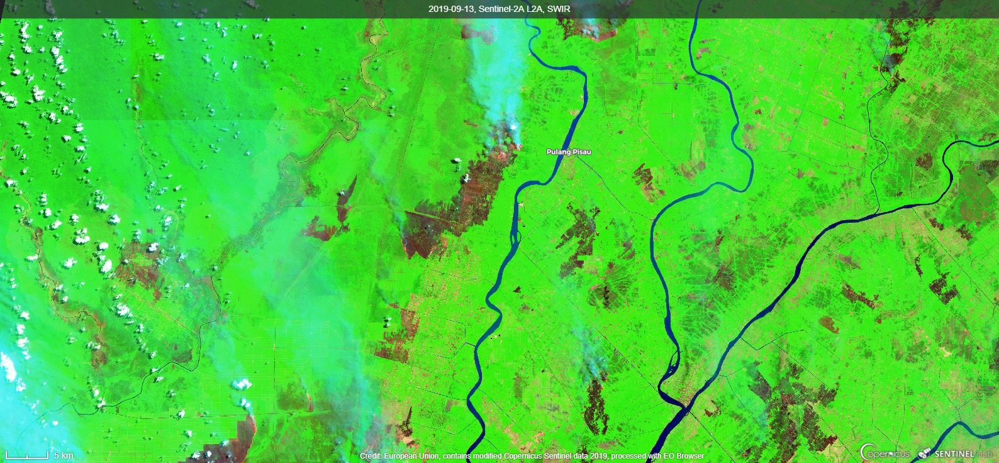 2019-09-13, Sentinel-2A L2A, SWIR
Pulang Pisau
5 km
Credit: European Union, contains modified Copernicus Sentinel data 2019, processed with EO Browser
Copernicus
SENTINEL Hub